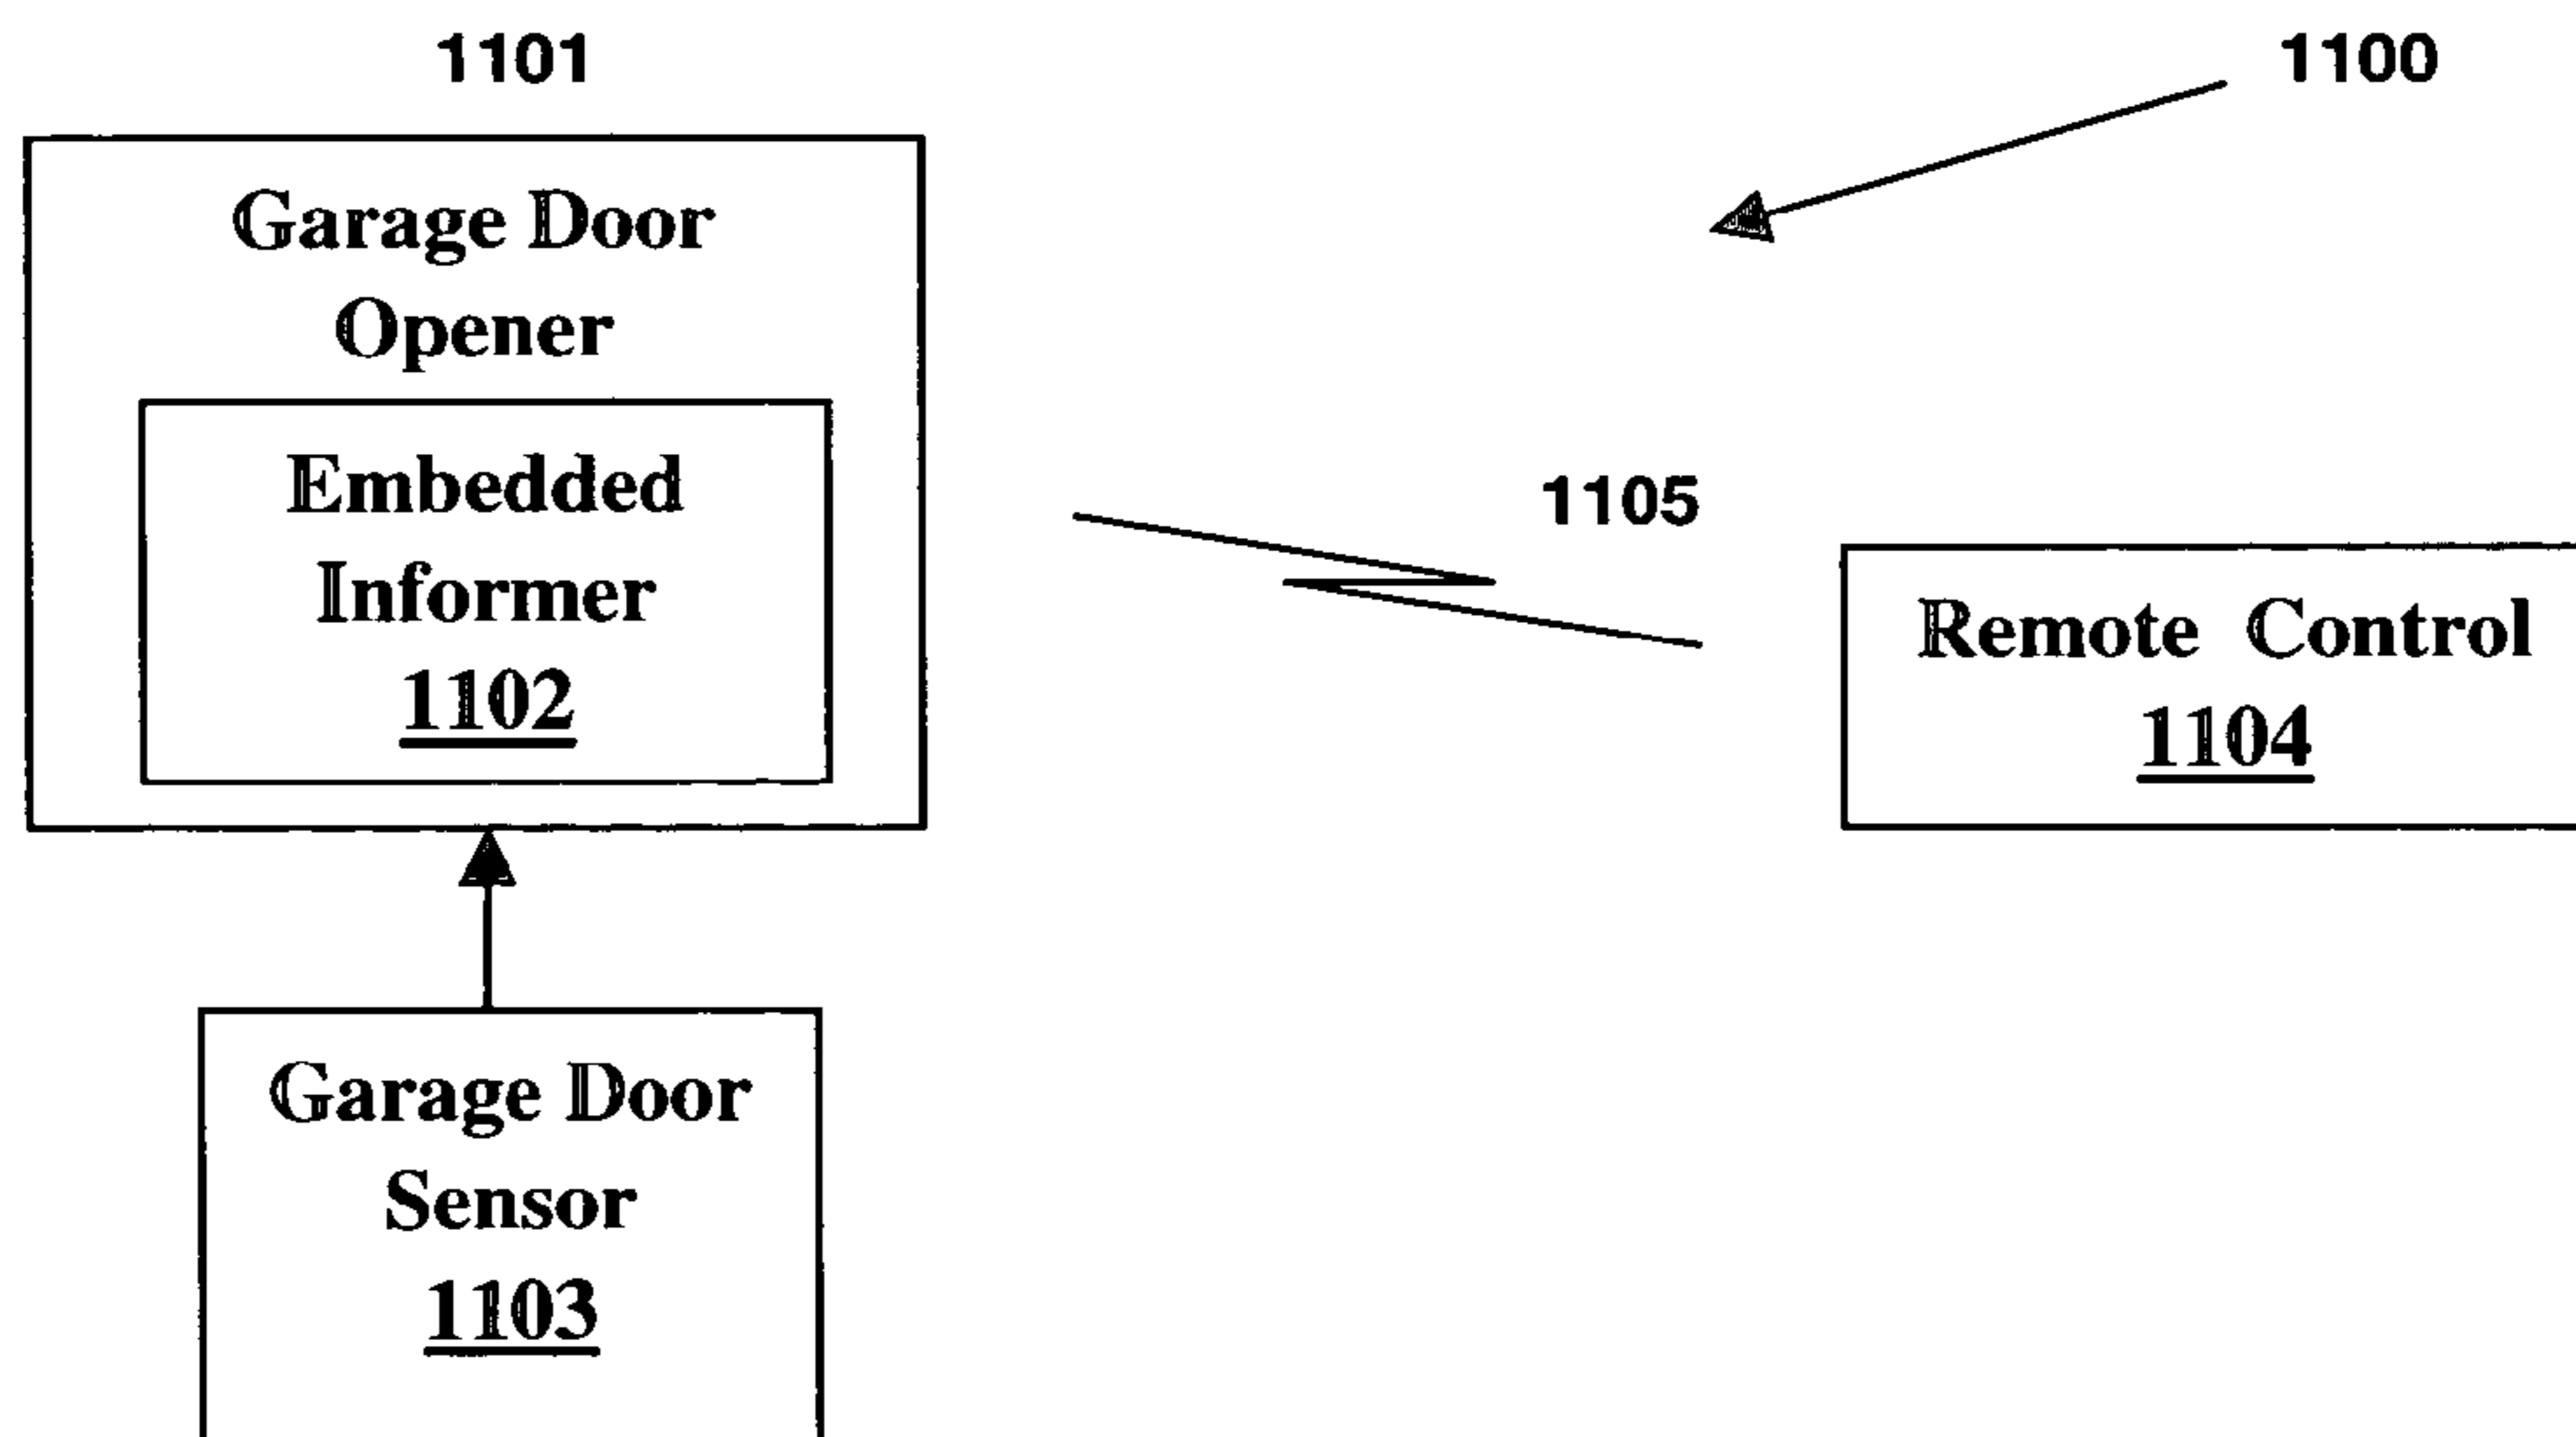 1101
1100
Garage Door
Opener
Embedded
Informer
1102
1105
Remote Control
1104
Garage Door
Sensor
1103